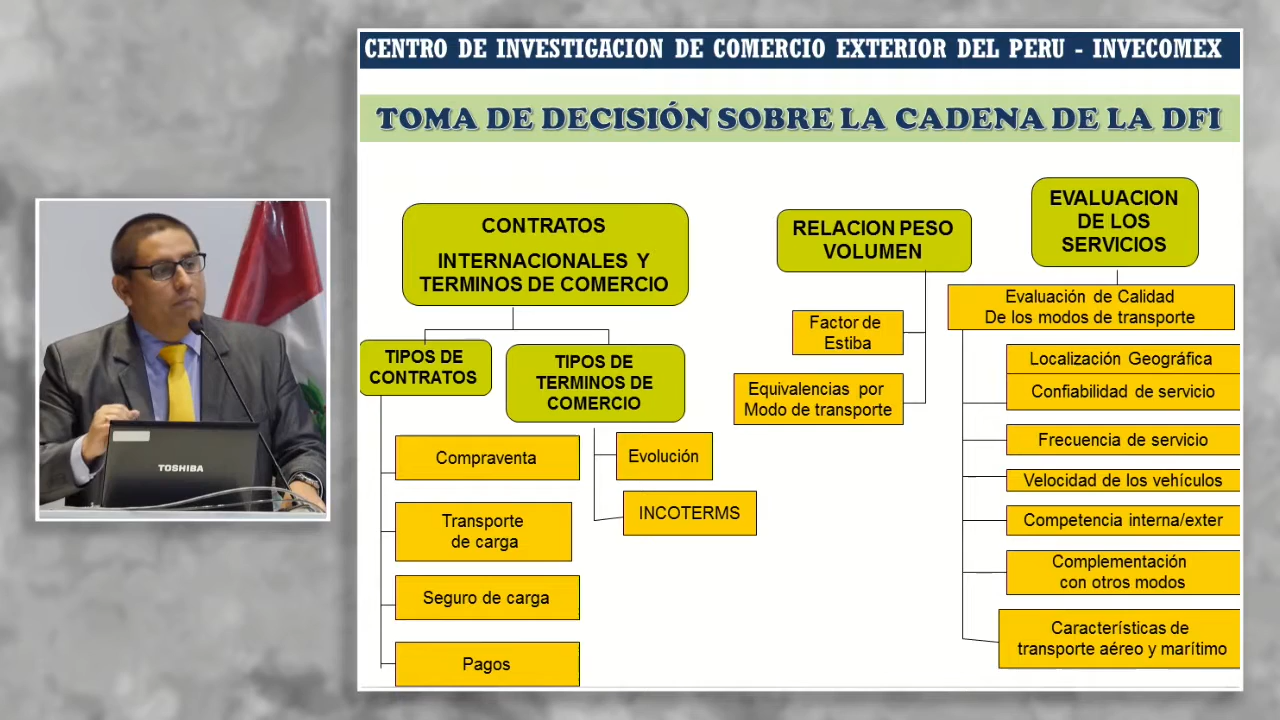 CENTRO DE INVESTIGACION DE COMERCIO EXTERIOR DEL PERU - INVECOMEX
TOMA DE DECISIÓN SOBRE LA CADENA DE LA DFI
CONTRATOS
INTERNACIONALES Y
TERMINOS DE COMERCIO
TIPOS DE
CONTRATOS
Compraventa
Transporte
de carga
Seguro de carga
Pagos
TIPOS DE
TERMINOS DE
COMERCIO
Evolución
INCOTERMS
RELACION PESO
VOLUMEN
Factor de
Estiba
Equivalencias por
Modo de transporte
EVALUACION
DE LOS
SERVICIOS
Evaluación de Calidad
De los modos de transporte
Localización Geográfica
Confiabilidad de servicio
Frecuencia de servicio
Velocidad de los vehículos
Competencia interna/exter
Complementación
con otros modos
Características de
transporte aéreo y marítimo
TOSHIBA